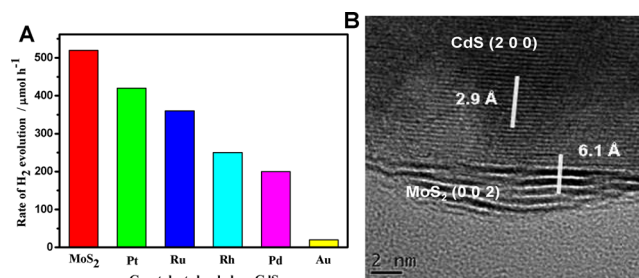 A
Rate of H2 evolution / μmol h-1
500
400
300
200
100
0
MoS2 Pt Ru Rh Pd Au
B
CdS (2 0 0)
2.9 Å
6.1 Å
MoS2 (0 0 2)
2 nm